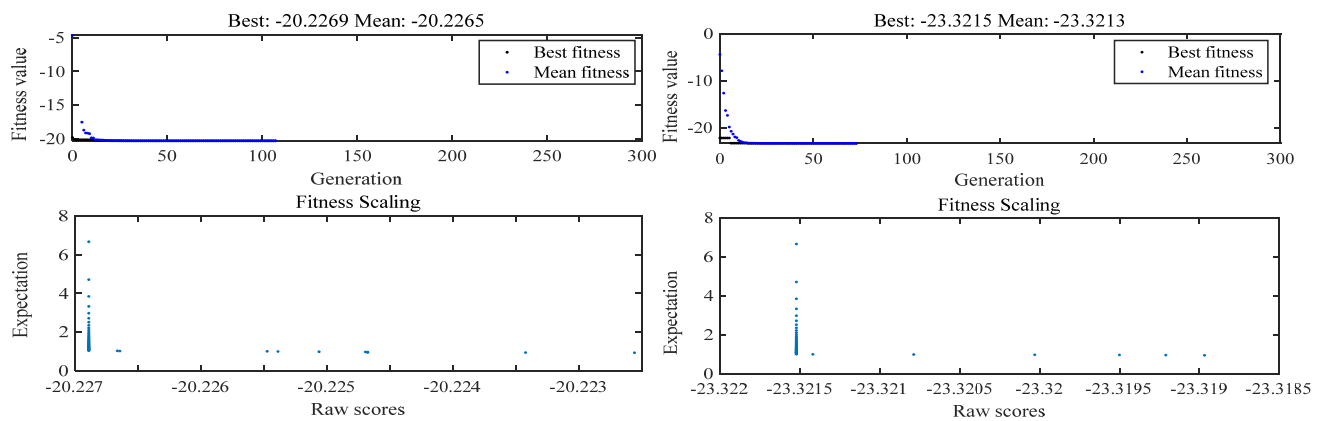 Best: -20.2269 Mean: -20.2265
Fitness value
-5
-10
-15
-20
Best fitness
Mean fitness
0 50 100 150 200 250 300
Generation
Fitness Scaling
Expectation
8
6
4
2
0
-20.227 -20.226 -20.225 -20.224 -20.223
Raw scores
Best: -23.3215 Mean: -23.3213
Fitness value
0
-10
-20
Best fitness
Mean fitness
0 50 100 150 200 250 300
Generation
Fitness Scaling
Expectation
8
6
4
2
0
-23.322 -23.3215 -23.321 -23.3205 -23.32 -23.3195 -23.319 -23.3185
Raw scores